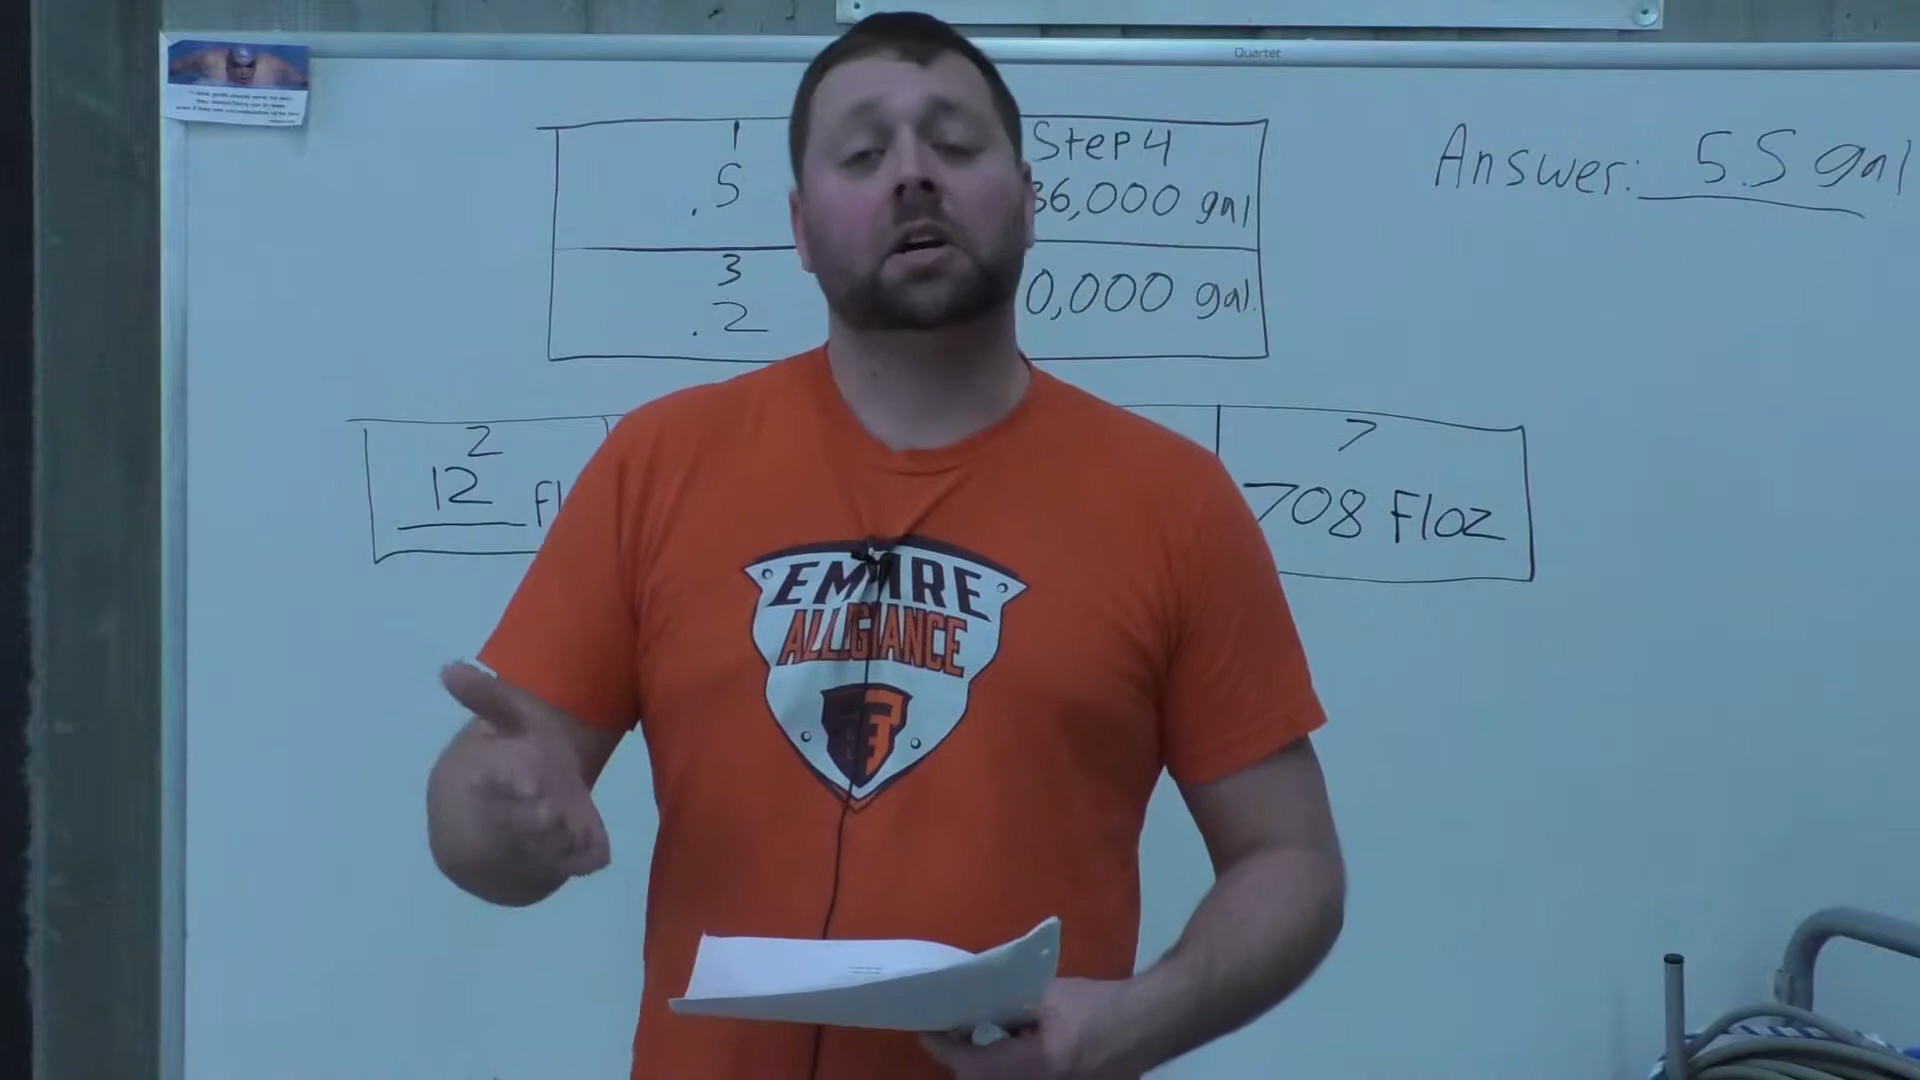 Quartet
1
.5
Step 4
36,000 gal
3
.2
0,000 gal.
Answer: 5.5 gal
2
12 fl
7
708 Floz
EMPIRE
ALLEGIANCE